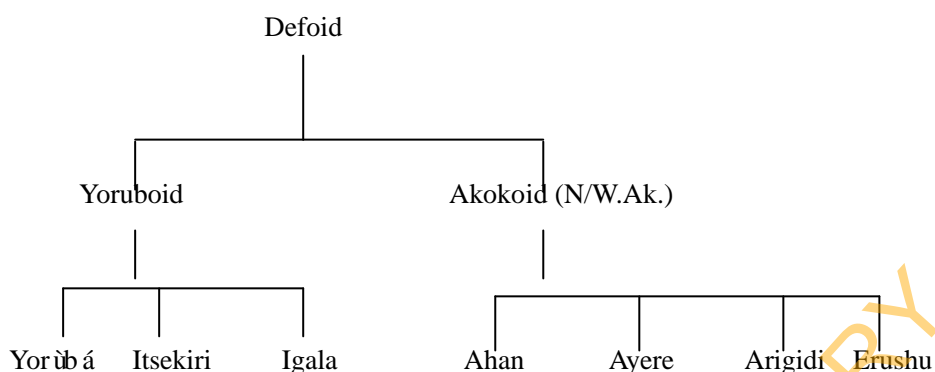 Defoid
Yoruboid Akokoid (N/W.Ak.)
Yorùbá Itsekiri Igala Ahan Ayere Arigidi Erushu